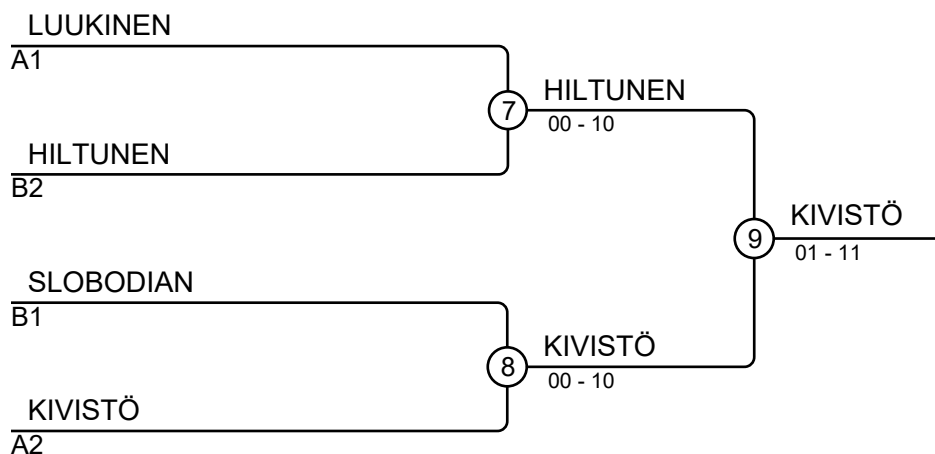 LUUKINEN
A1
7
HILTUNEN
00 - 10
HILTUNEN
B2
9
KIVISTÖ
01 - 11
SLOBODIAN
B1
8
KIVISTÖ
00 - 10
KIVISTÖ
A2